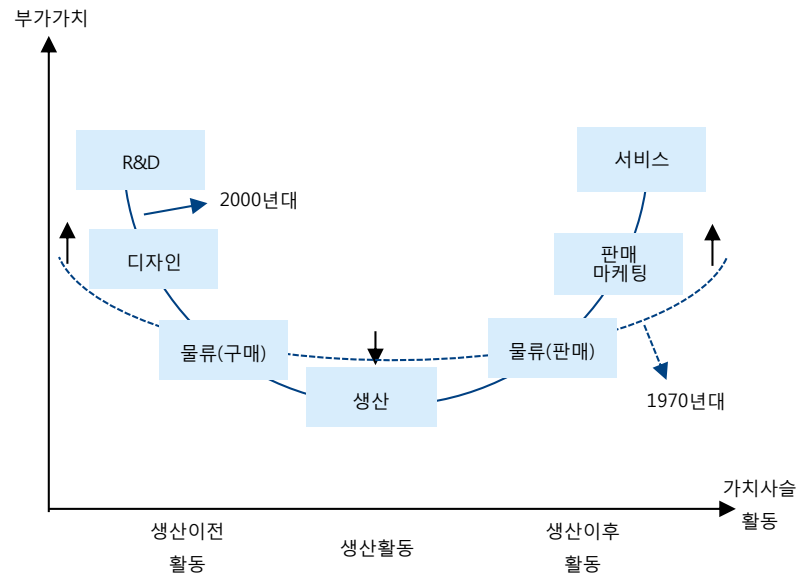 부가가치
R&D
서비스
2000년대
디자인
판매
마케팅
물류(구매)
물류(판매)
생산
1970년대
가치사슬
활동
생산이전
활동
생산활동
생산이후
활동